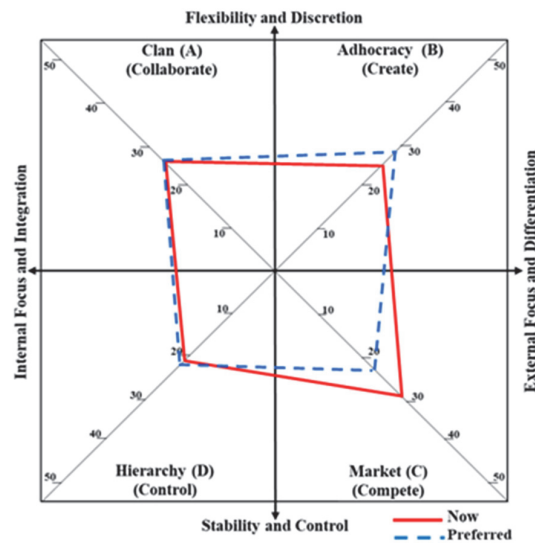 Flexibility and Discretion
Clan (A)
(Collaborate)
Adhocracy (B)
(Create)
50
50
40
40
30
30
20
20
10
10
Internal Focus and Integration
External Focus and Differentiation
10
10
20
20
30
30
40
40
50
50
Hierarchy (D)
(Control)
Market (C)
(Compete)
Stability and Control
Now
Preferred